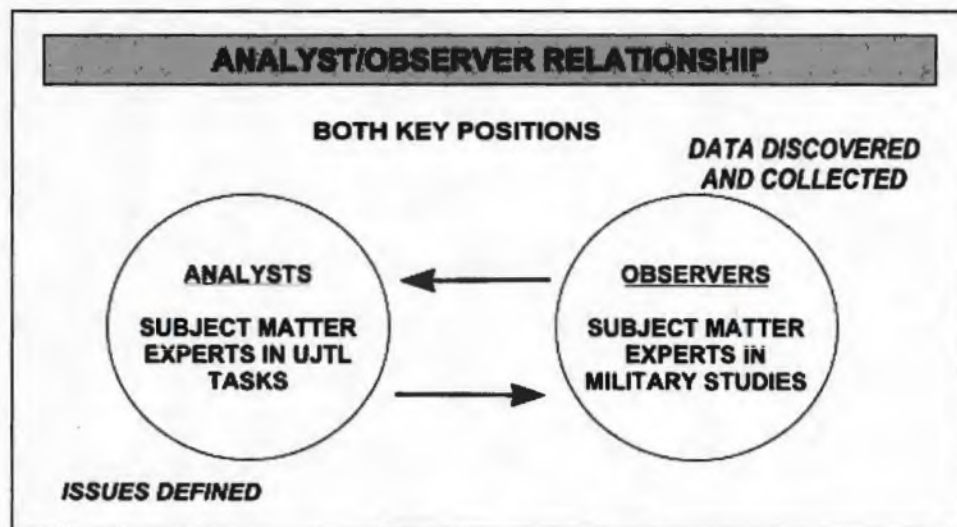 ANALYST/OBSERVER RELATIONSHIP
BOTH KEY POSITIONS
DATA DISCOVERED
AND COLLECTED
ANALYSTS
SUBJECT MATTER
EXPERTS IN UJTL
TASKS
OBSERVERS
SUBJECT MATTER
EXPERTS IN
MILITARY STUDIES
ISSUES DEFINED